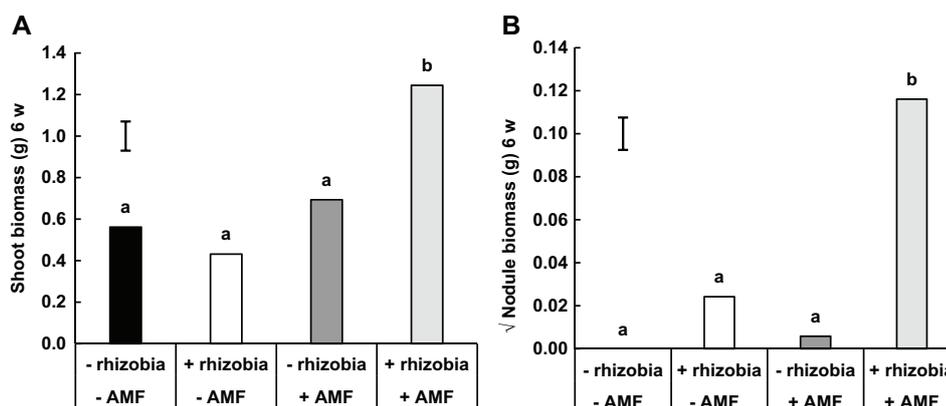 A
Shoot biomass (g) 6 w
1.4
1.2
1.0
0.8
0.6
0.4
0.2
0.0
a
a
a
b
- rhizobia + rhizobia - rhizobia + rhizobia
- AMF - AMF + AMF + AMF
B
√ Nodule biomass (g) 6 w
0.14
0.12
0.10
0.08
0.06
0.04
0.02
0.00
a
a
a
b
- rhizobia + rhizobia - rhizobia + rhizobia
- AMF - AMF + AMF + AMF